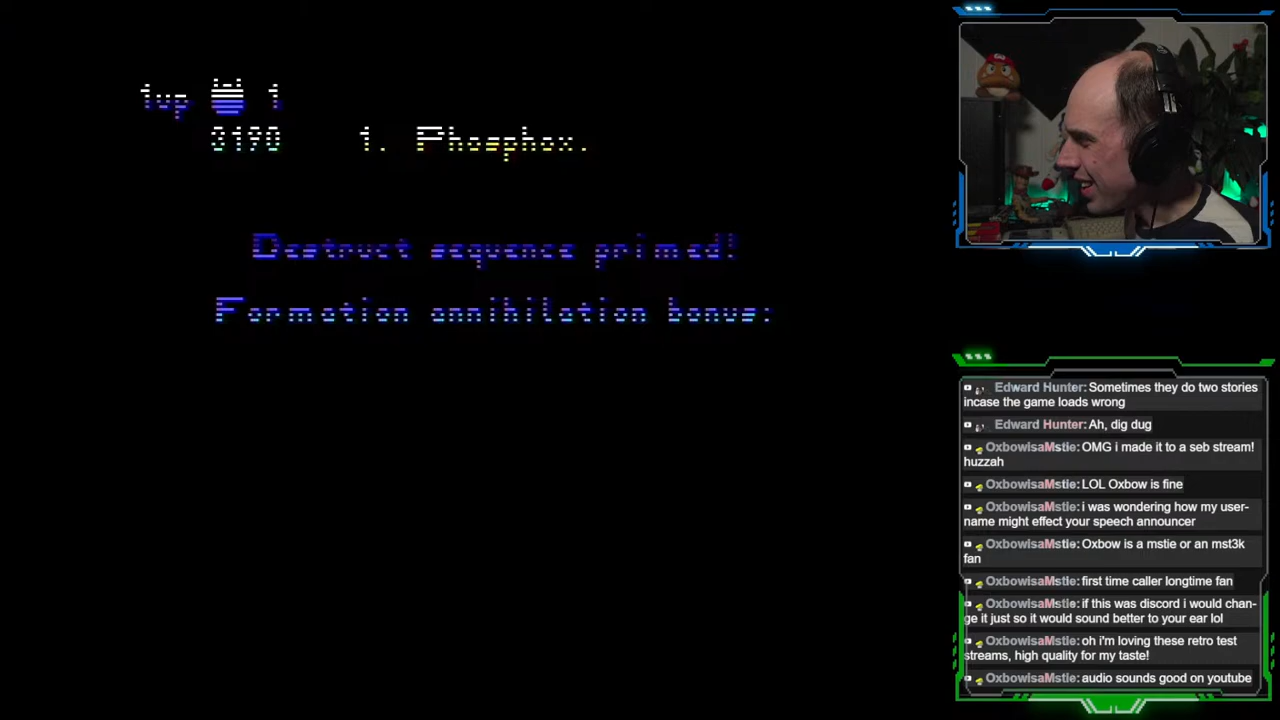 1up 1
3190 1. Phosphox.
Destruct sequence primed!
Formation annihilation bonus:
Edward Hunter: Sometimes they do two stories
incase the game loads wrong
Edward Hunter: Ah, dig dug
OxbowisaMstie: OMG i made it to a seb stream!
huzzah
OxbowisaMstie: LOL Oxbow is fine
OxbowisaMstie: i was wondering how my user-
name might effect your speech announcer
OxbowisaMstie: Oxbow is a mstie or an mst3k
fan
OxbowisaMstie: first time caller longtime fan
OxbowisaMstie: if this was discord i would chan-
ge it just so it would sound better to your ear lol
OxbowisaMstie: oh i'm loving these retro test
streams, high quality for my taste!
OxbowisaMstie: audio sounds good on youtube